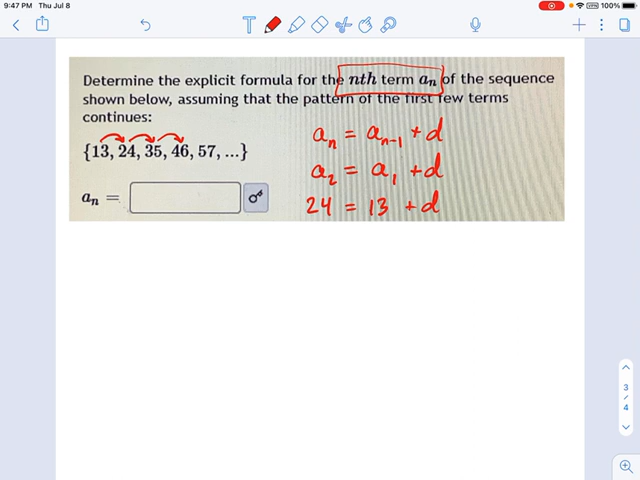 9:47 PM Thu Jul 8
100%
T
Determine the explicit formula for the nth term aₙ of the sequence
shown below, assuming that the pattern of the first few terms
continues:
{13, 24, 35, 46, 57, ...}
aₙ =
aₙ = aₙ₋₁ + d
a₂ = a₁ + d
24 = 13 + d
3
/
4